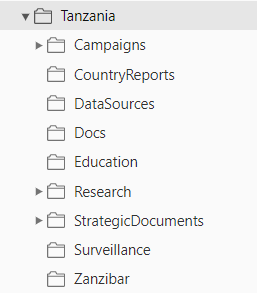 Tanzania
Campaigns
CountryReports
DataSources
Docs
Education
Research
StrategicDocuments
Surveillance
Zanzibar